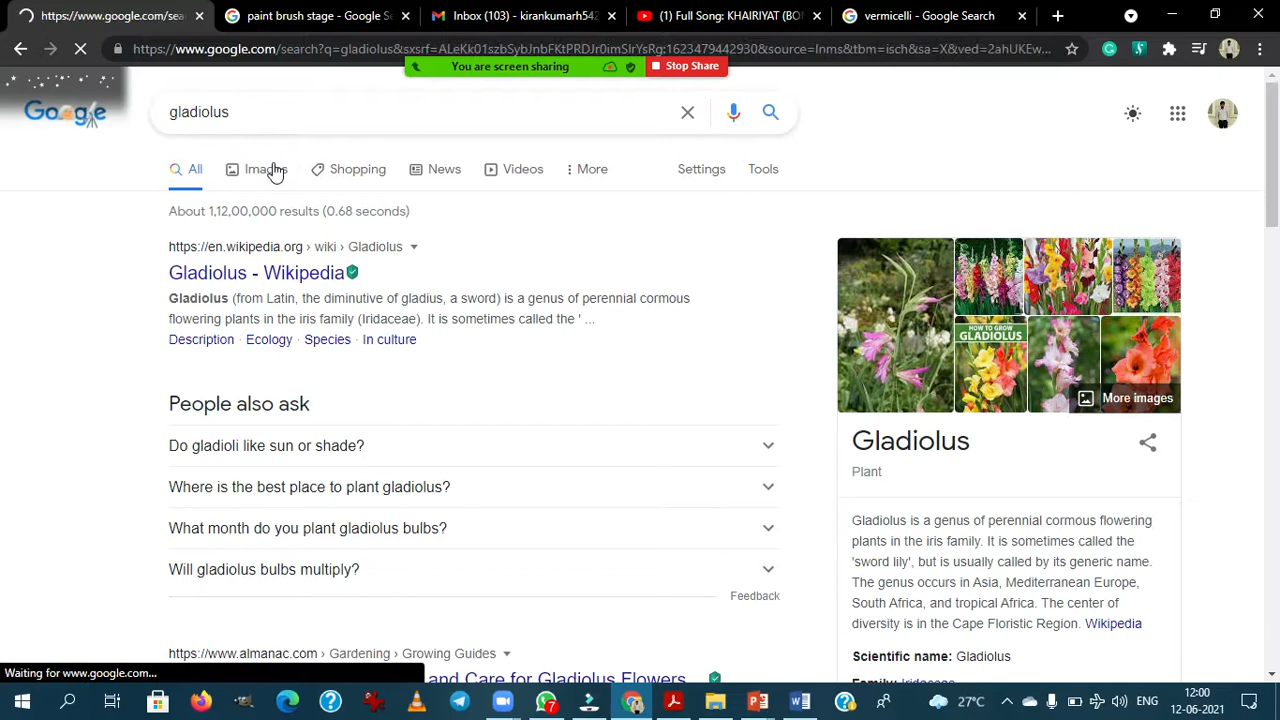 https://www.google.com/sea
paint brush stage - Google S
Inbox (103) - kirankumarh542
(1) Full Song: KHAIRIYAT (BO
vermicelli - Google Search
https://www.google.com/search?q=gladiolus&sxsrf=ALeKk01szbSybJnbFKtPRDJr0imSIrYsRg:1623479442930&source=lnms&tbm=isch&sa=X&ved=2ahUKEw...
You are screen sharing
Stop Share
Google
gladiolus
All
Images
Shopping
News
Videos
More
Settings
Tools
About 1,12,00,000 results (0.68 seconds)
https://en.wikipedia.org › wiki › Gladiolus
Gladiolus - Wikipedia
Gladiolus (from Latin, the diminutive of gladius, a sword) is a genus of perennial cormous
flowering plants in the iris family (Iridaceae). It is sometimes called the ' ...
Description · Ecology · Species · In culture
People also ask
Do gladioli like sun or shade?
Where is the best place to plant gladiolus?
What month do you plant gladiolus bulbs?
Will gladiolus bulbs multiply?
Feedback
https://www.almanac.com › Gardening › Growing Guides
and Care for Gladiolus Flowers
HOW TO GROW
GLADIOLUS
More images
Gladiolus
Plant
Gladiolus is a genus of perennial cormous flowering
plants in the iris family. It is sometimes called the
'sword lily', but is usually called by its generic name.
The genus occurs in Asia, Mediterranean Europe,
South Africa, and tropical Africa. The center of
diversity is in the Cape Floristic Region. Wikipedia
Scientific name: Gladiolus
Family: Iridaceae
Waiting for www.google.com...
7
27°C
ENG
12:00
12-06-2021